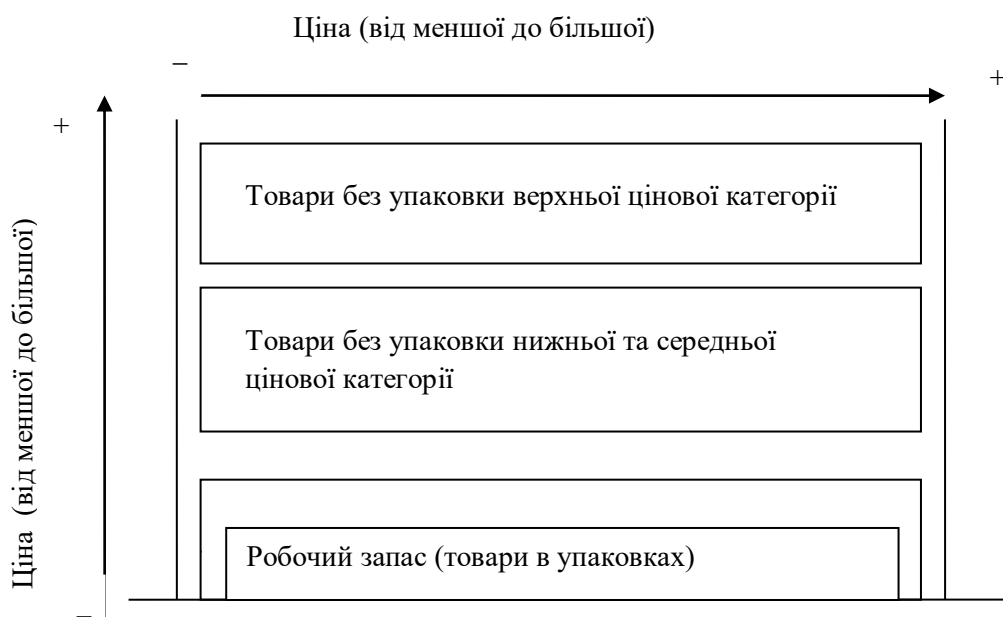 Ціна (від меншої до більшої)
– +
+
Товари без упаковки верхньої цінової категорії
Ціна (від меншої до більшої)
Товари без упаковки нижньої та середньої
цінової категорії
Робочий запас (товари в упаковках)
–